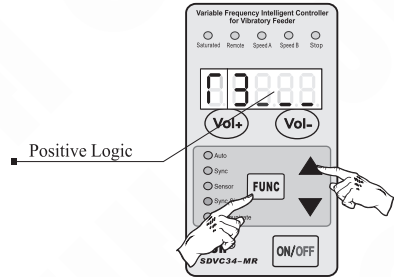 Variable Frequency Intelligent Controller
for Vibratory Feeder
Saturated Remote Speed A Speed B Stop
Vol+ Vol-
Positive Logic
Auto
Sync
Sensor
FUNC
ON/OFF
SDVC34-MR